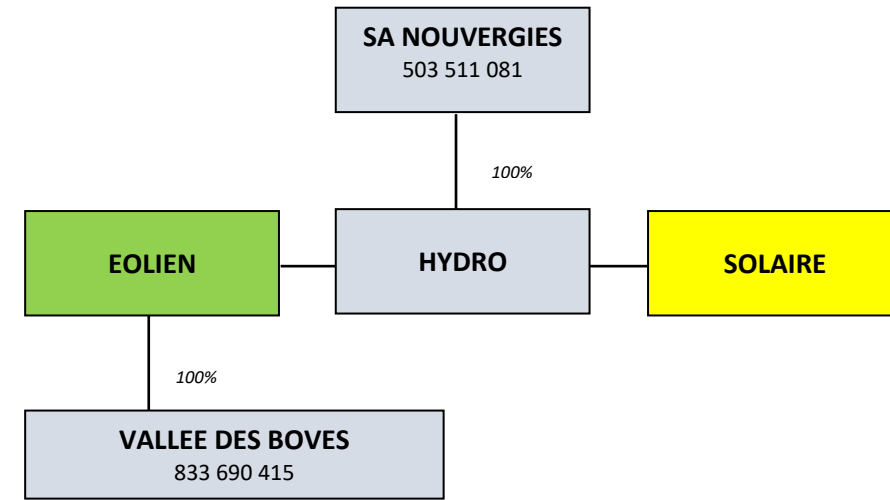 SA NOUVERGIES
503 511 081
100%
EOLIEN
HYDRO
SOLAIRE
100%
VALLEE DES BOVES
833 690 415